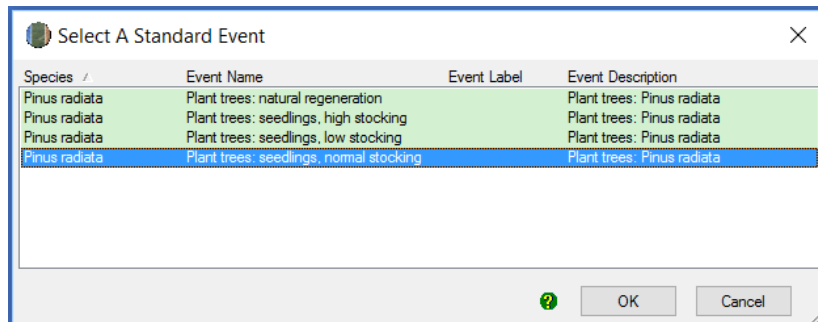 Select A Standard Event
Species Event Name Event Label Event Description
Pinus radiata Plant trees: natural regeneration Plant trees: Pinus radiata
Pinus radiata Plant trees: seedlings, high stocking Plant trees: Pinus radiata
Pinus radiata Plant trees: seedlings, low stocking Plant trees: Pinus radiata
Pinus radiata Plant trees: seedlings, normal stocking Plant trees: Pinus radiata
? OK Cancel